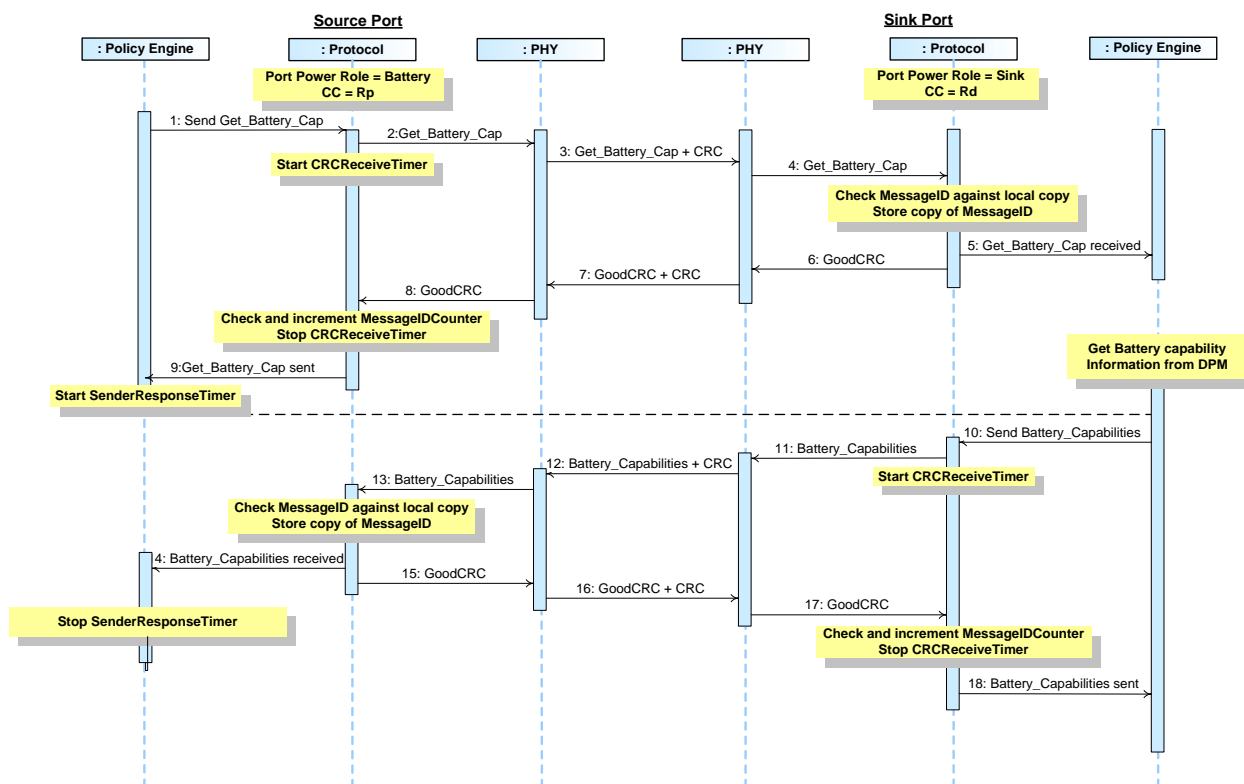 Source Port
Sink Port
: Policy Engine
: Protocol
: PHY
: PHY
: Protocol
: Policy Engine
Port Power Role = Battery
CC = Rp
Port Power Role = Sink
CC = Rd
1: Send Get_Battery_Cap
2:Get_Battery_Cap
Start CRCReceiveTimer
3: Get_Battery_Cap + CRC
4: Get_Battery_Cap
Check MessageID against local copy
Store copy of MessageID
5: Get_Battery_Cap received
6: GoodCRC
7: GoodCRC + CRC
8: GoodCRC
Check and increment MessageIDCounter
Stop CRCReceiveTimer
9:Get_Battery_Cap sent
Start SenderResponseTimer
Get Battery capability
Information from DPM
10: Send Battery_Capabilities
11: Battery_Capabilities
Start CRCReceiveTimer
12: Battery_Capabilities + CRC
13: Battery_Capabilities
Check MessageID against local copy
Store copy of MessageID
4: Battery_Capabilities received
15: GoodCRC
16: GoodCRC + CRC
17: GoodCRC
Stop SenderResponseTimer
Check and increment MessageIDCounter
Stop CRCReceiveTimer
18: Battery_Capabilities sent